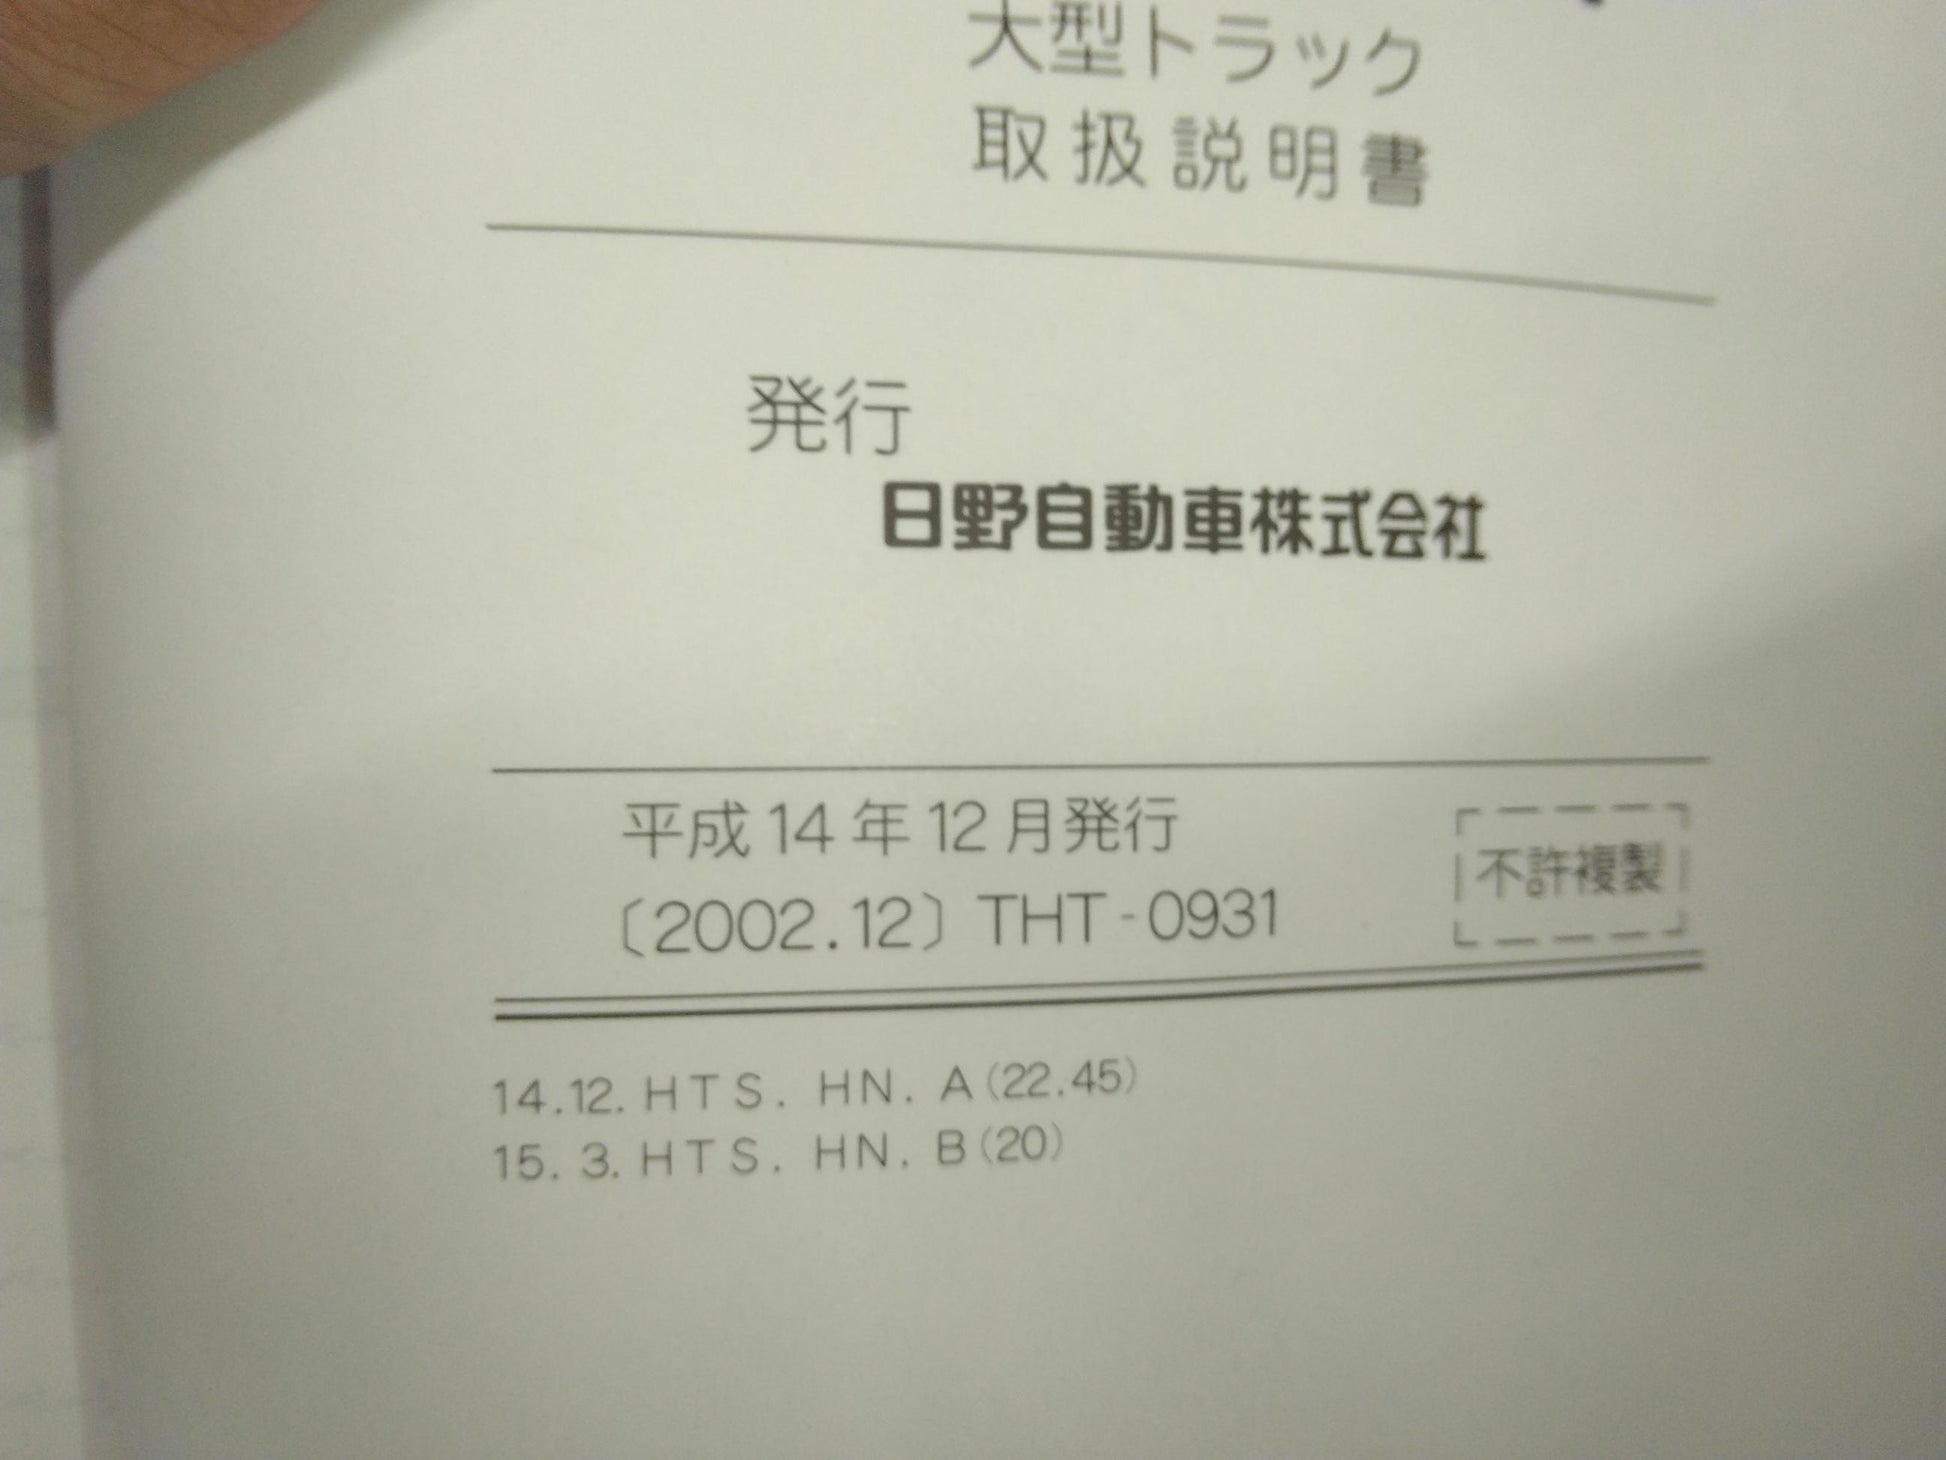 大型トラック
取扱説明書
発行
日野自動車株式会社
平成14年12月発行
〔2002.12〕THT-0931
不許複製
14.12. HTS. HN. A(22.45)
15. 3. HTS. HN. B(20)